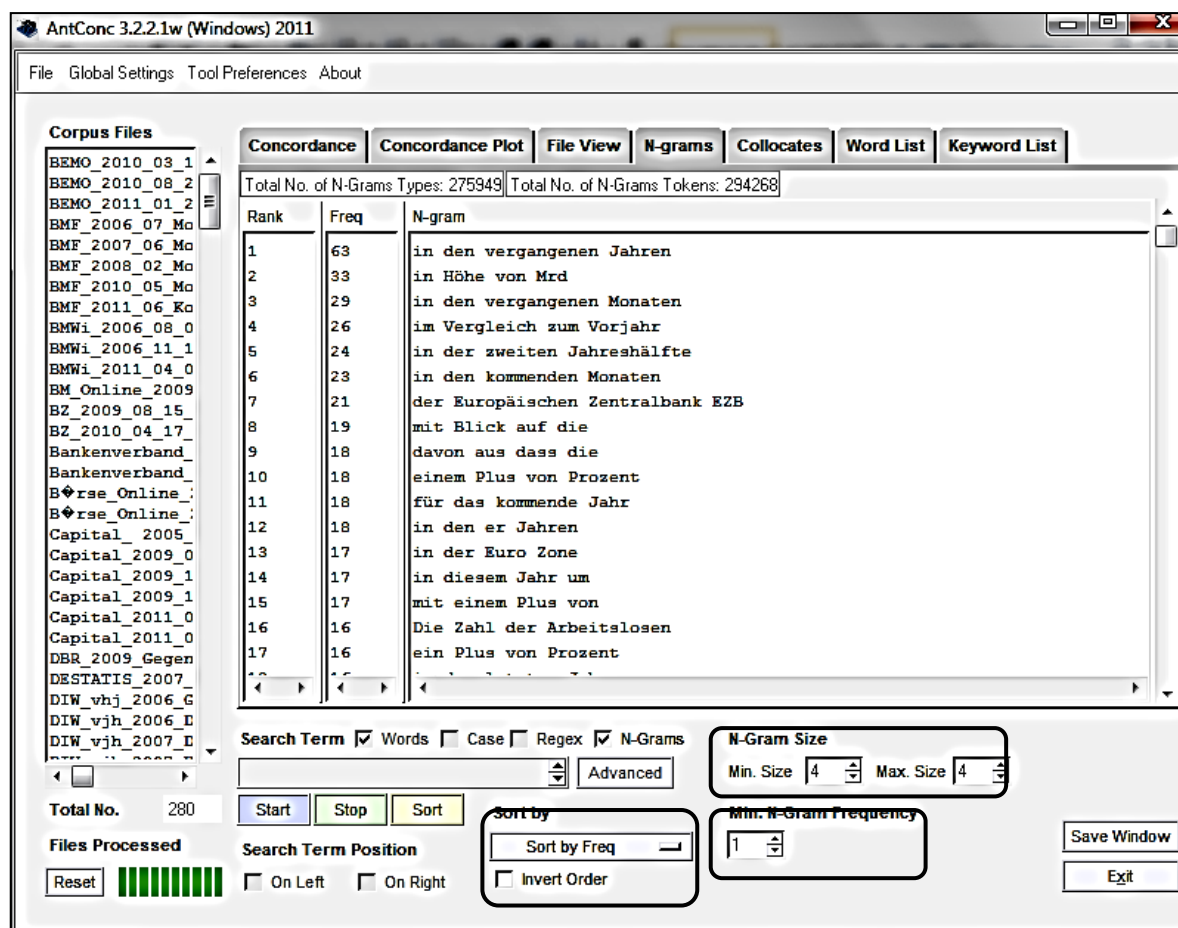 AntConc 3.2.2.1w (Windows) 2011
File Global Settings Tool Preferences About
Corpus Files
BEMO_2010_03_1
BEMO_2010_08_2
BEMO_2011_01_2
BMF_2006_07_Mo
BMF_2007_06_Mo
BMF_2008_02_Mo
BMF_2010_05_Mo
BMF_2011_06_Ko
BMWi_2006_08_0
BMWi_2006_11_1
BMWi_2011_04_0
BM_Online_2009
BZ_2009_08_15_
BZ_2010_04_17_
Bankenverband_
Bankenverband_
B�rse_Online_
B�rse_Online_
Capital_ 2005_
Capital_2009_0
Capital_2009_1
Capital_2009_1
Capital_2011_0
Capital_2011_0
DBR_2009_Gegen
DESTATIS_2007_
DIW_vhj_2006_G
DIW_vjh_2006_D
DIW_vjh_2007_D
Total No. 280
Files Processed
Reset
Concordance Concordance Plot File View N-grams Collocates Word List Keyword List
Total No. of N-Grams Types: 275949 Total No. of N-Grams Tokens: 294268
Rank Freq N-gram
1 63 in den vergangenen Jahren
2 33 in Höhe von Mrd
3 29 in den vergangenen Monaten
4 26 im Vergleich zum Vorjahr
5 24 in der zweiten Jahreshälfte
6 23 in den kommenden Monaten
7 21 der Europäischen Zentralbank EZB
8 19 mit Blick auf die
9 18 davon aus dass die
10 18 einem Plus von Prozent
11 18 für das kommende Jahr
12 18 in den er Jahren
13 17 in der Euro Zone
14 17 in diesem Jahr um
15 17 mit einem Plus von
16 16 Die Zahl der Arbeitslosen
17 16 ein Plus von Prozent
Search Term Words Case Regex N-Grams
Advanced
Start Stop Sort
Search Term Position
On Left On Right
Sort by
Sort by Freq
Invert Order
N-Gram Size
Min. Size 4 Max. Size 4
Min. N-Gram Frequency
1
Save Window
Exit